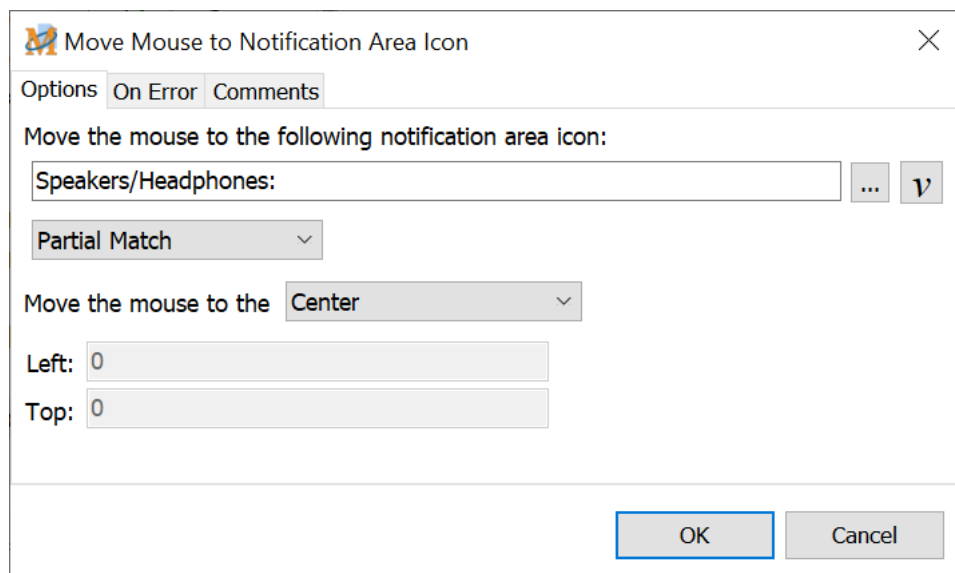 Move Mouse to Notification Area Icon
Options On Error Comments
Move the mouse to the following notification area icon:
Speakers/Headphones: ... v
Partial Match
Move the mouse to the Center
Left: 0
Top: 0
OK Cancel